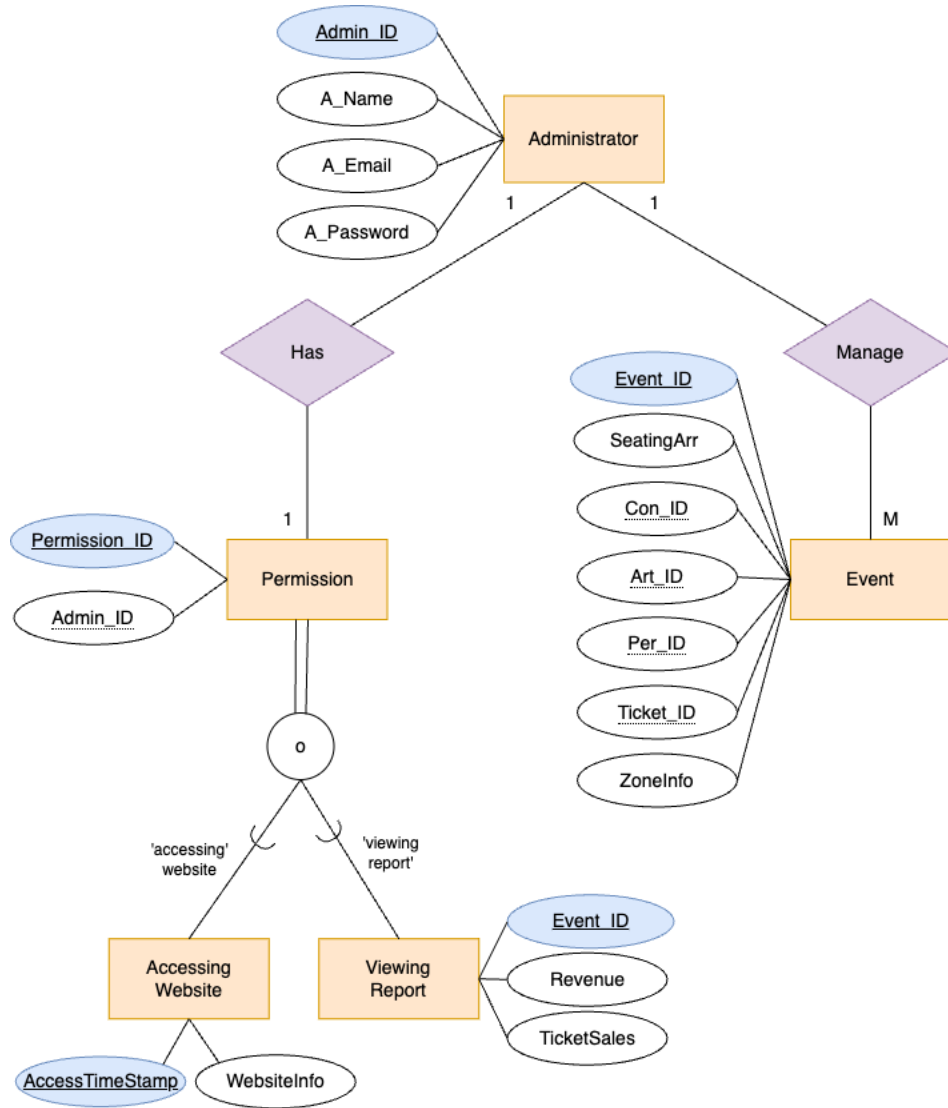 Admin_ID
A_Name
Administrator
A_Email
A_Password
1
1
Has
Manage
Event_ID
SeatingArr
Con_ID
1
M
Permission_ID
Permission
Art_ID
Event
Admin_ID
Per_ID
Ticket_ID
o
ZoneInfo
'accessing'
website
'viewing
report'
Event_ID
Accessing
Website
Viewing
Report
Revenue
TicketSales
AccessTimeStamp
WebsiteInfo